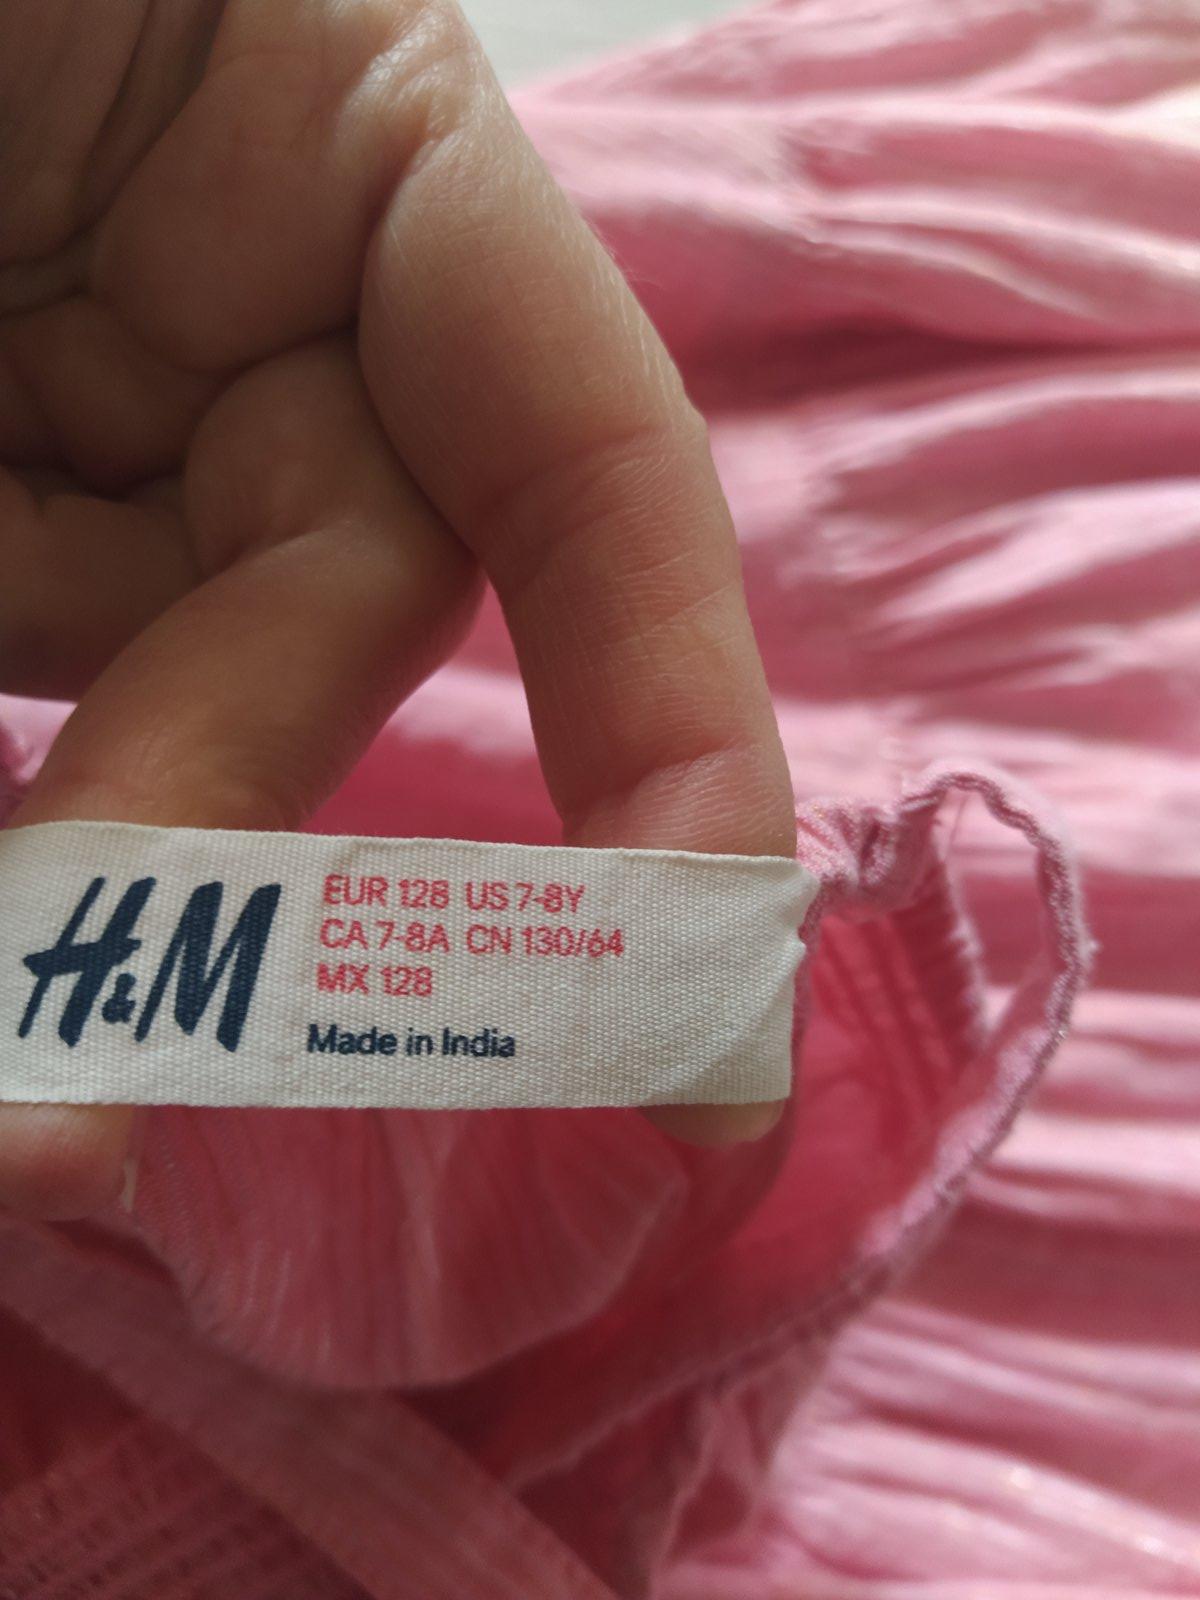 H&M
EUR 128 US 7-8Y
CA 7-8A CN 130/64
MX 128
Made in India